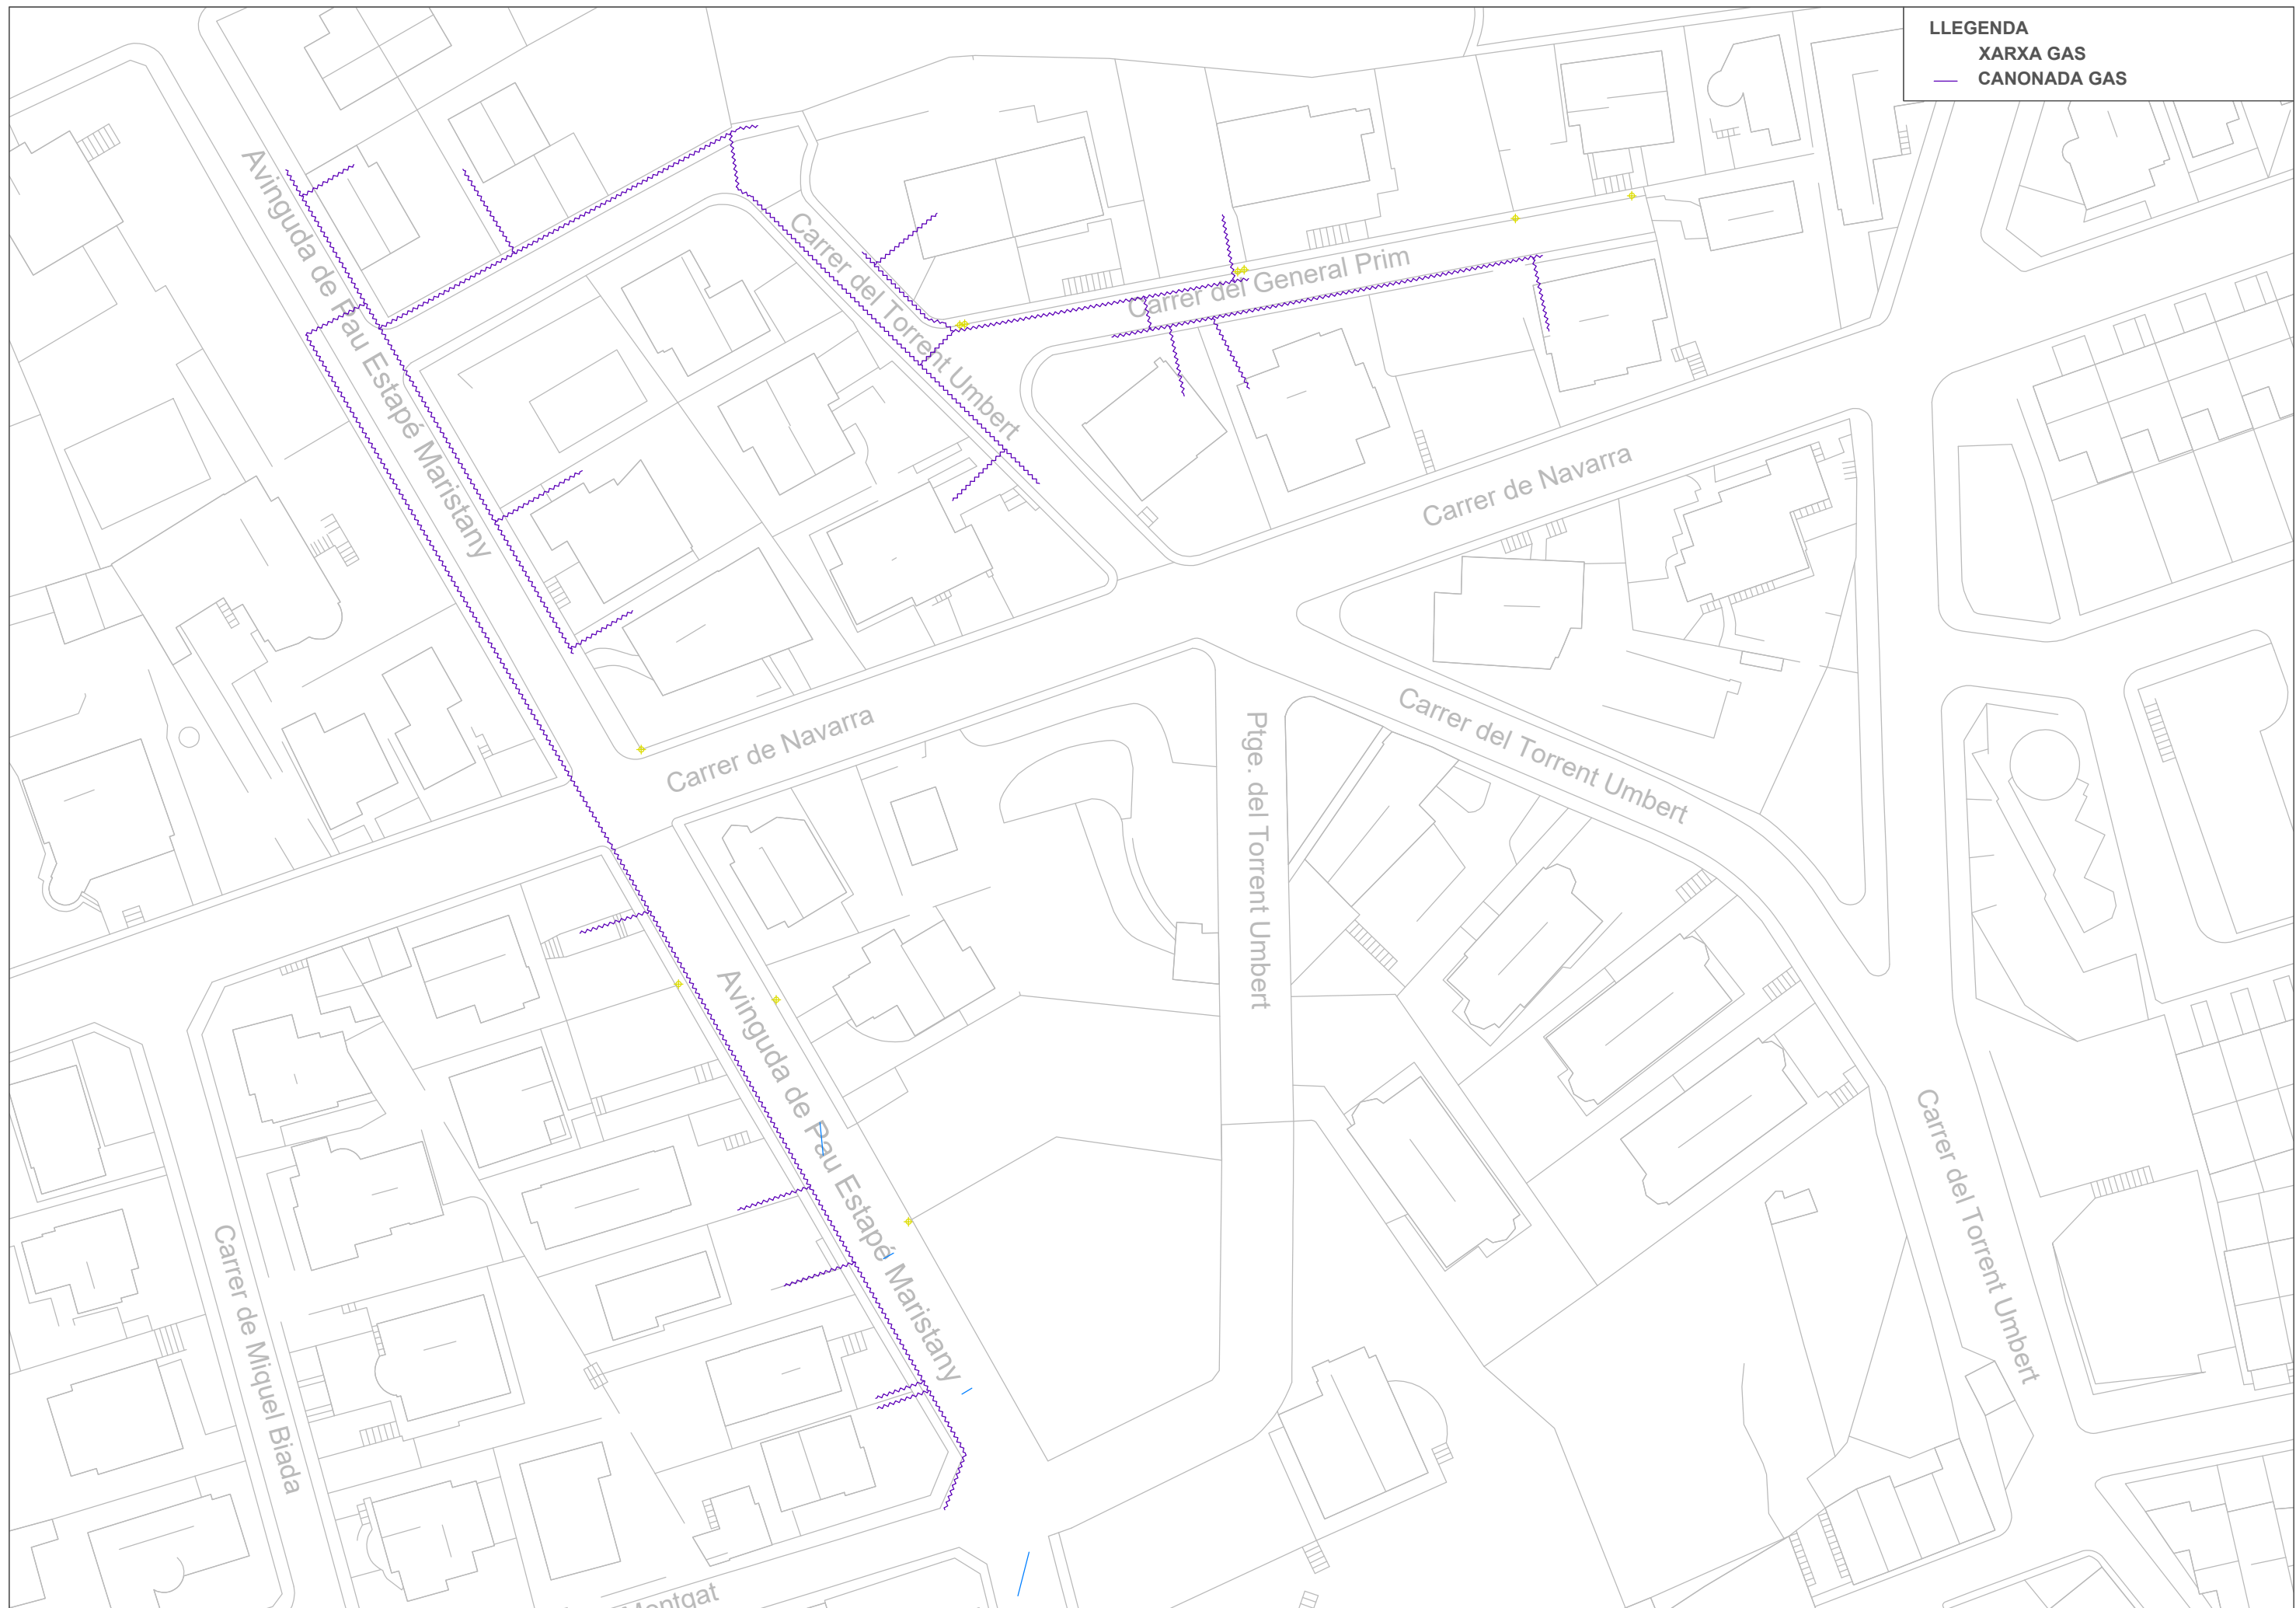 LLEGENDA
XARXA GAS
CANONADA GAS
Avinguda de Pau Estapé Maristany
Carrer del Torrent Umbert
Carrer del General Prim
Carrer de Navarra
Carrer de Navarra
Carrer del Torrent Umbert
Ptge. del Torrent Umbert
Avinguda de Pau Estapé Maristany
Carrer del Torrent Umbert
Carrer de Miquel Biada
Montgat